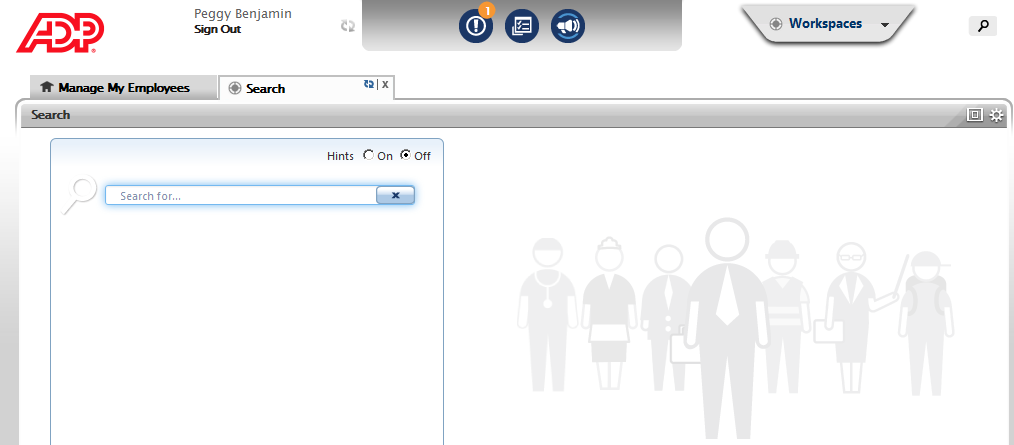 ADP
Peggy Benjamin
Sign Out
1
Workspaces
Manage My Employees
Search
X
Search
Hints On Off
Search for...
x